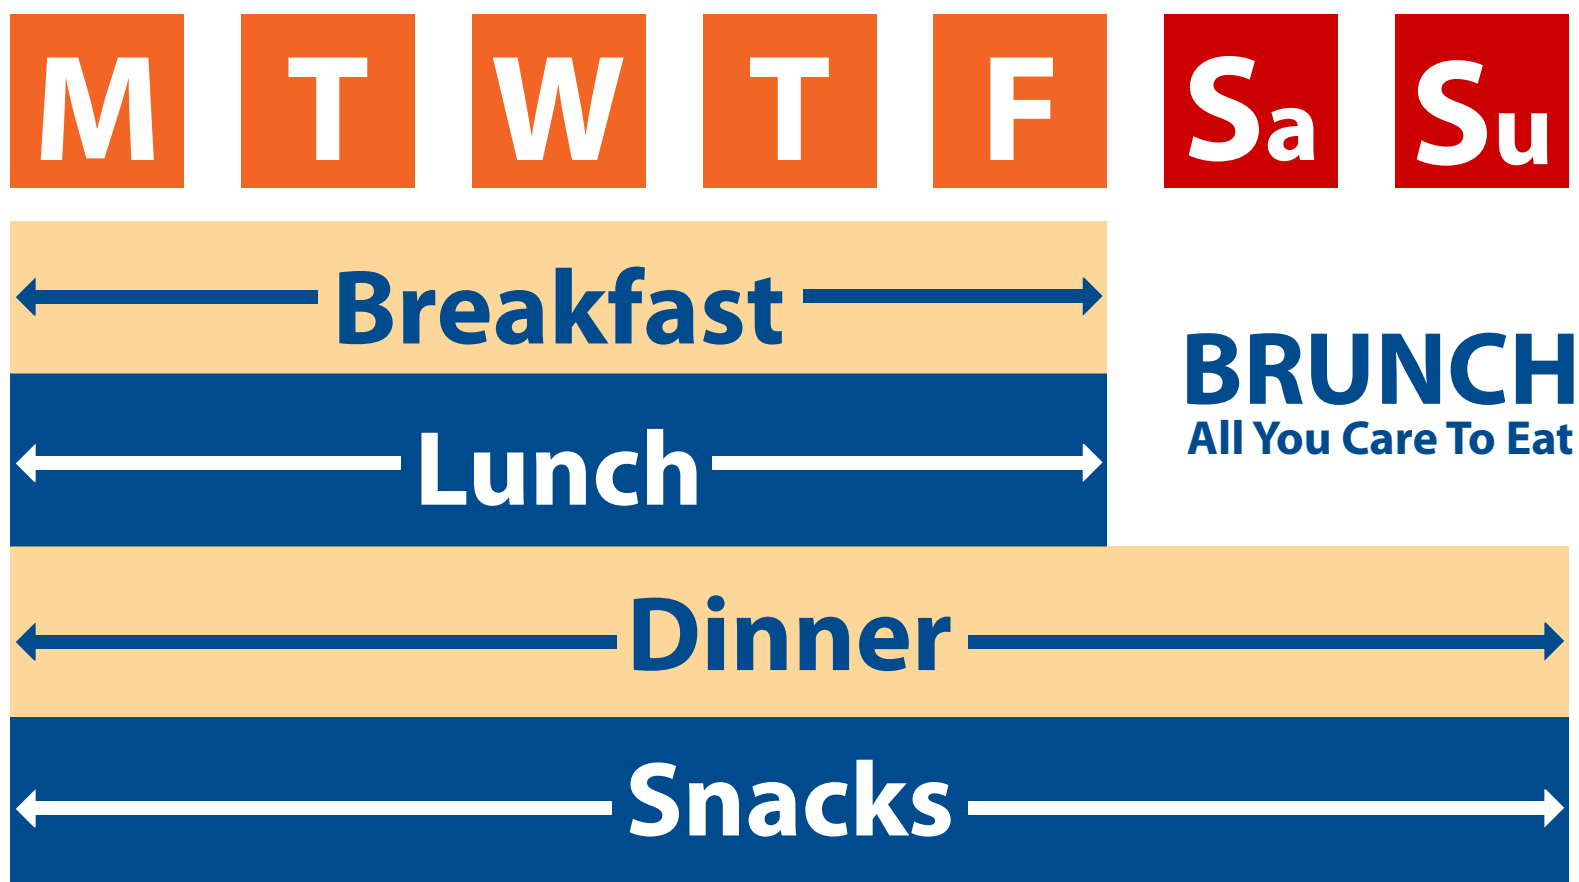 M T W T F Sa Su
Breakfast
Lunch
BRUNCH
All You Care To Eat
Dinner
Snacks